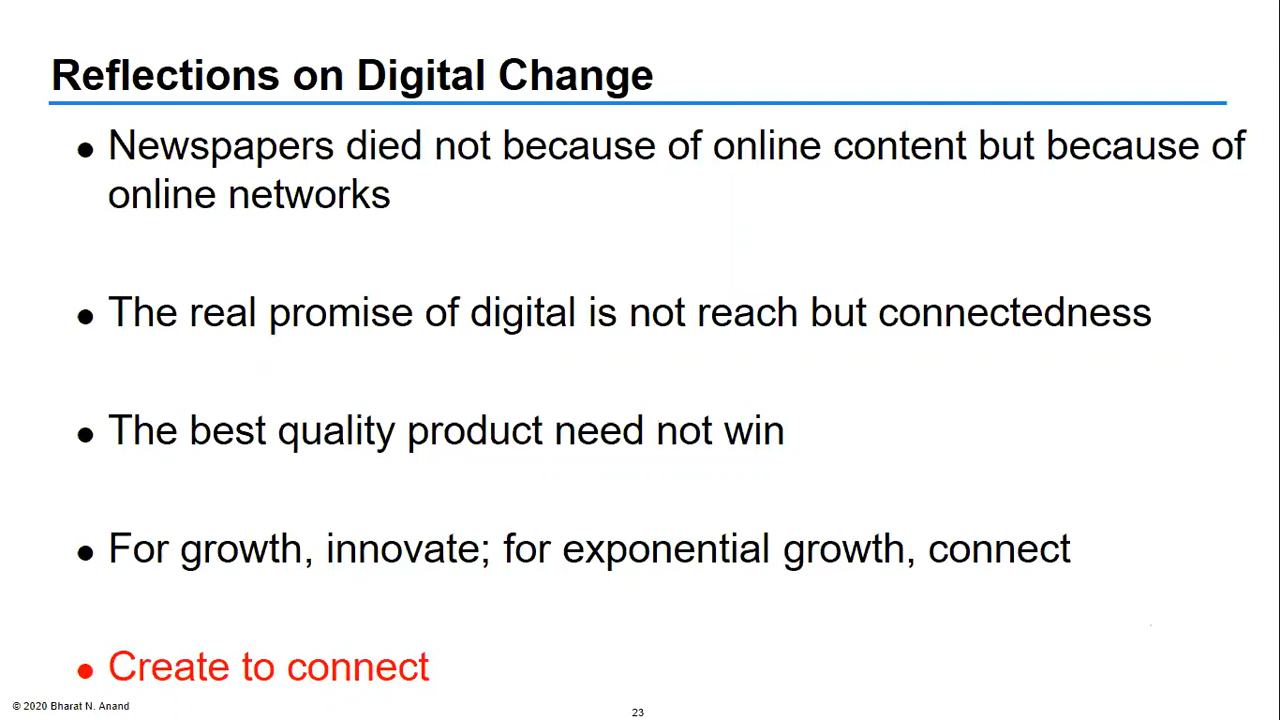 Reflections on Digital Change
● Newspapers died not because of online content but because of
online networks
● The real promise of digital is not reach but connectedness
● The best quality product need not win
● For growth, innovate; for exponential growth, connect
● Create to connect
© 2020 Bharat N. Anand
23